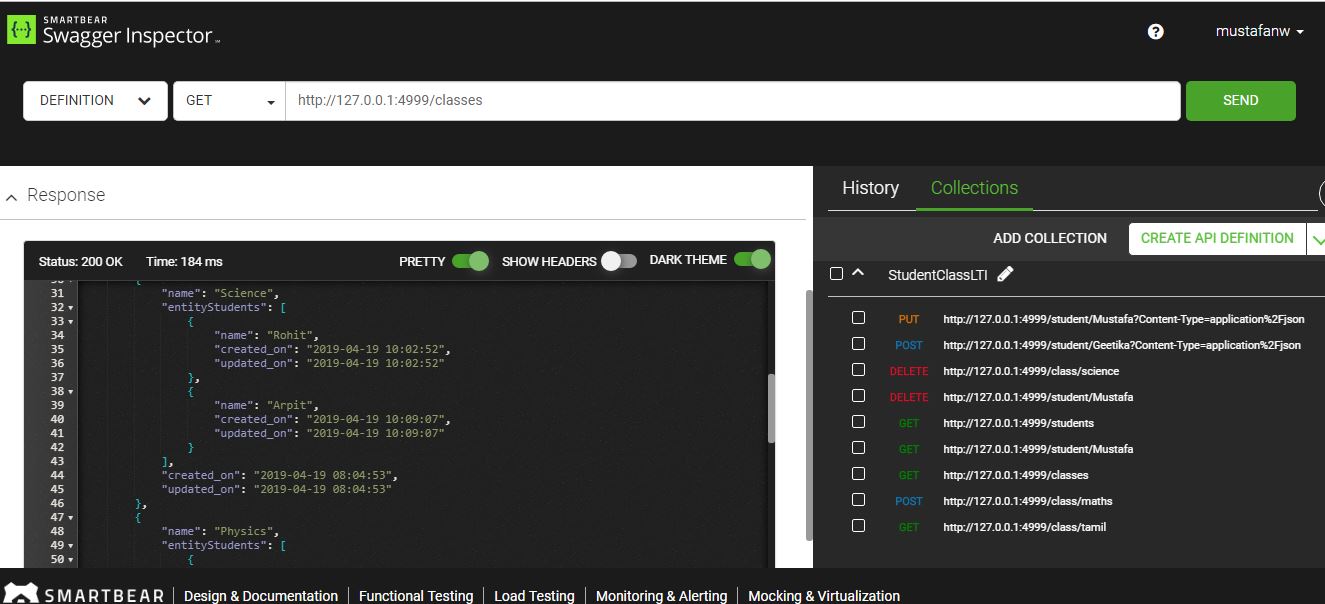 SMARTBEAR
Swagger Inspector
mustafanw
DEFINITION
GET
http://127.0.0.1:4999/classes
SEND
Response
Status: 200 OK Time: 184 ms PRETTY SHOW HEADERS DARK THEME
31 "name": "Science",
32 "entityStudents": [
33 {
34 "name": "Rohit",
35 "created_on": "2019-04-19 10:02:52",
36 "updated_on": "2019-04-19 10:02:52"
37 },
38 {
39 "name": "Arpit",
40 "created_on": "2019-04-19 10:09:07",
41 "updated_on": "2019-04-19 10:09:07"
42 }
43 ],
44 "created_on": "2019-04-19 08:04:53",
45 "updated_on": "2019-04-19 08:04:53"
46 },
47 {
48 "name": "Physics",
49 "entityStudents": [
50 {
History Collections
ADD COLLECTION CREATE API DEFINITION
StudentClassLTI
PUT http://127.0.0.1:4999/student/Mustafa?Content-Type=application%2Fjson
POST http://127.0.0.1:4999/student/Geetika?Content-Type=application%2Fjson
DELETE http://127.0.0.1:4999/class/science
DELETE http://127.0.0.1:4999/student/Mustafa
GET http://127.0.0.1:4999/students
GET http://127.0.0.1:4999/student/Mustafa
GET http://127.0.0.1:4999/classes
POST http://127.0.0.1:4999/class/maths
GET http://127.0.0.1:4999/class/tamil
SMARTBEAR Design & Documentation Functional Testing Load Testing Monitoring & Alerting Mocking & Virtualization